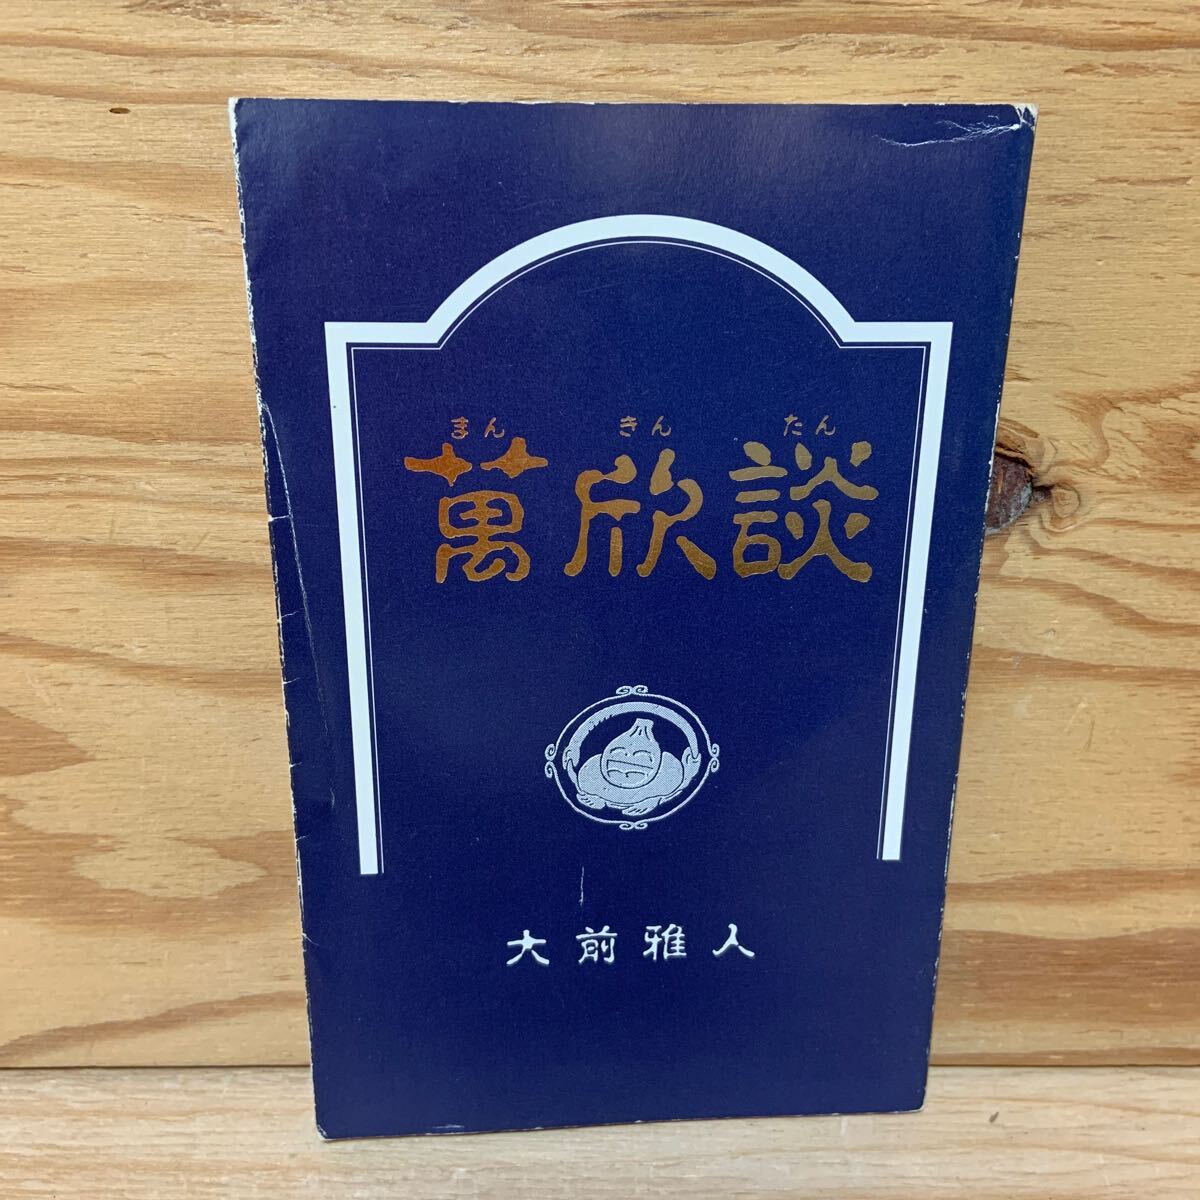 まん きん たん
萬欣談
大前雅人